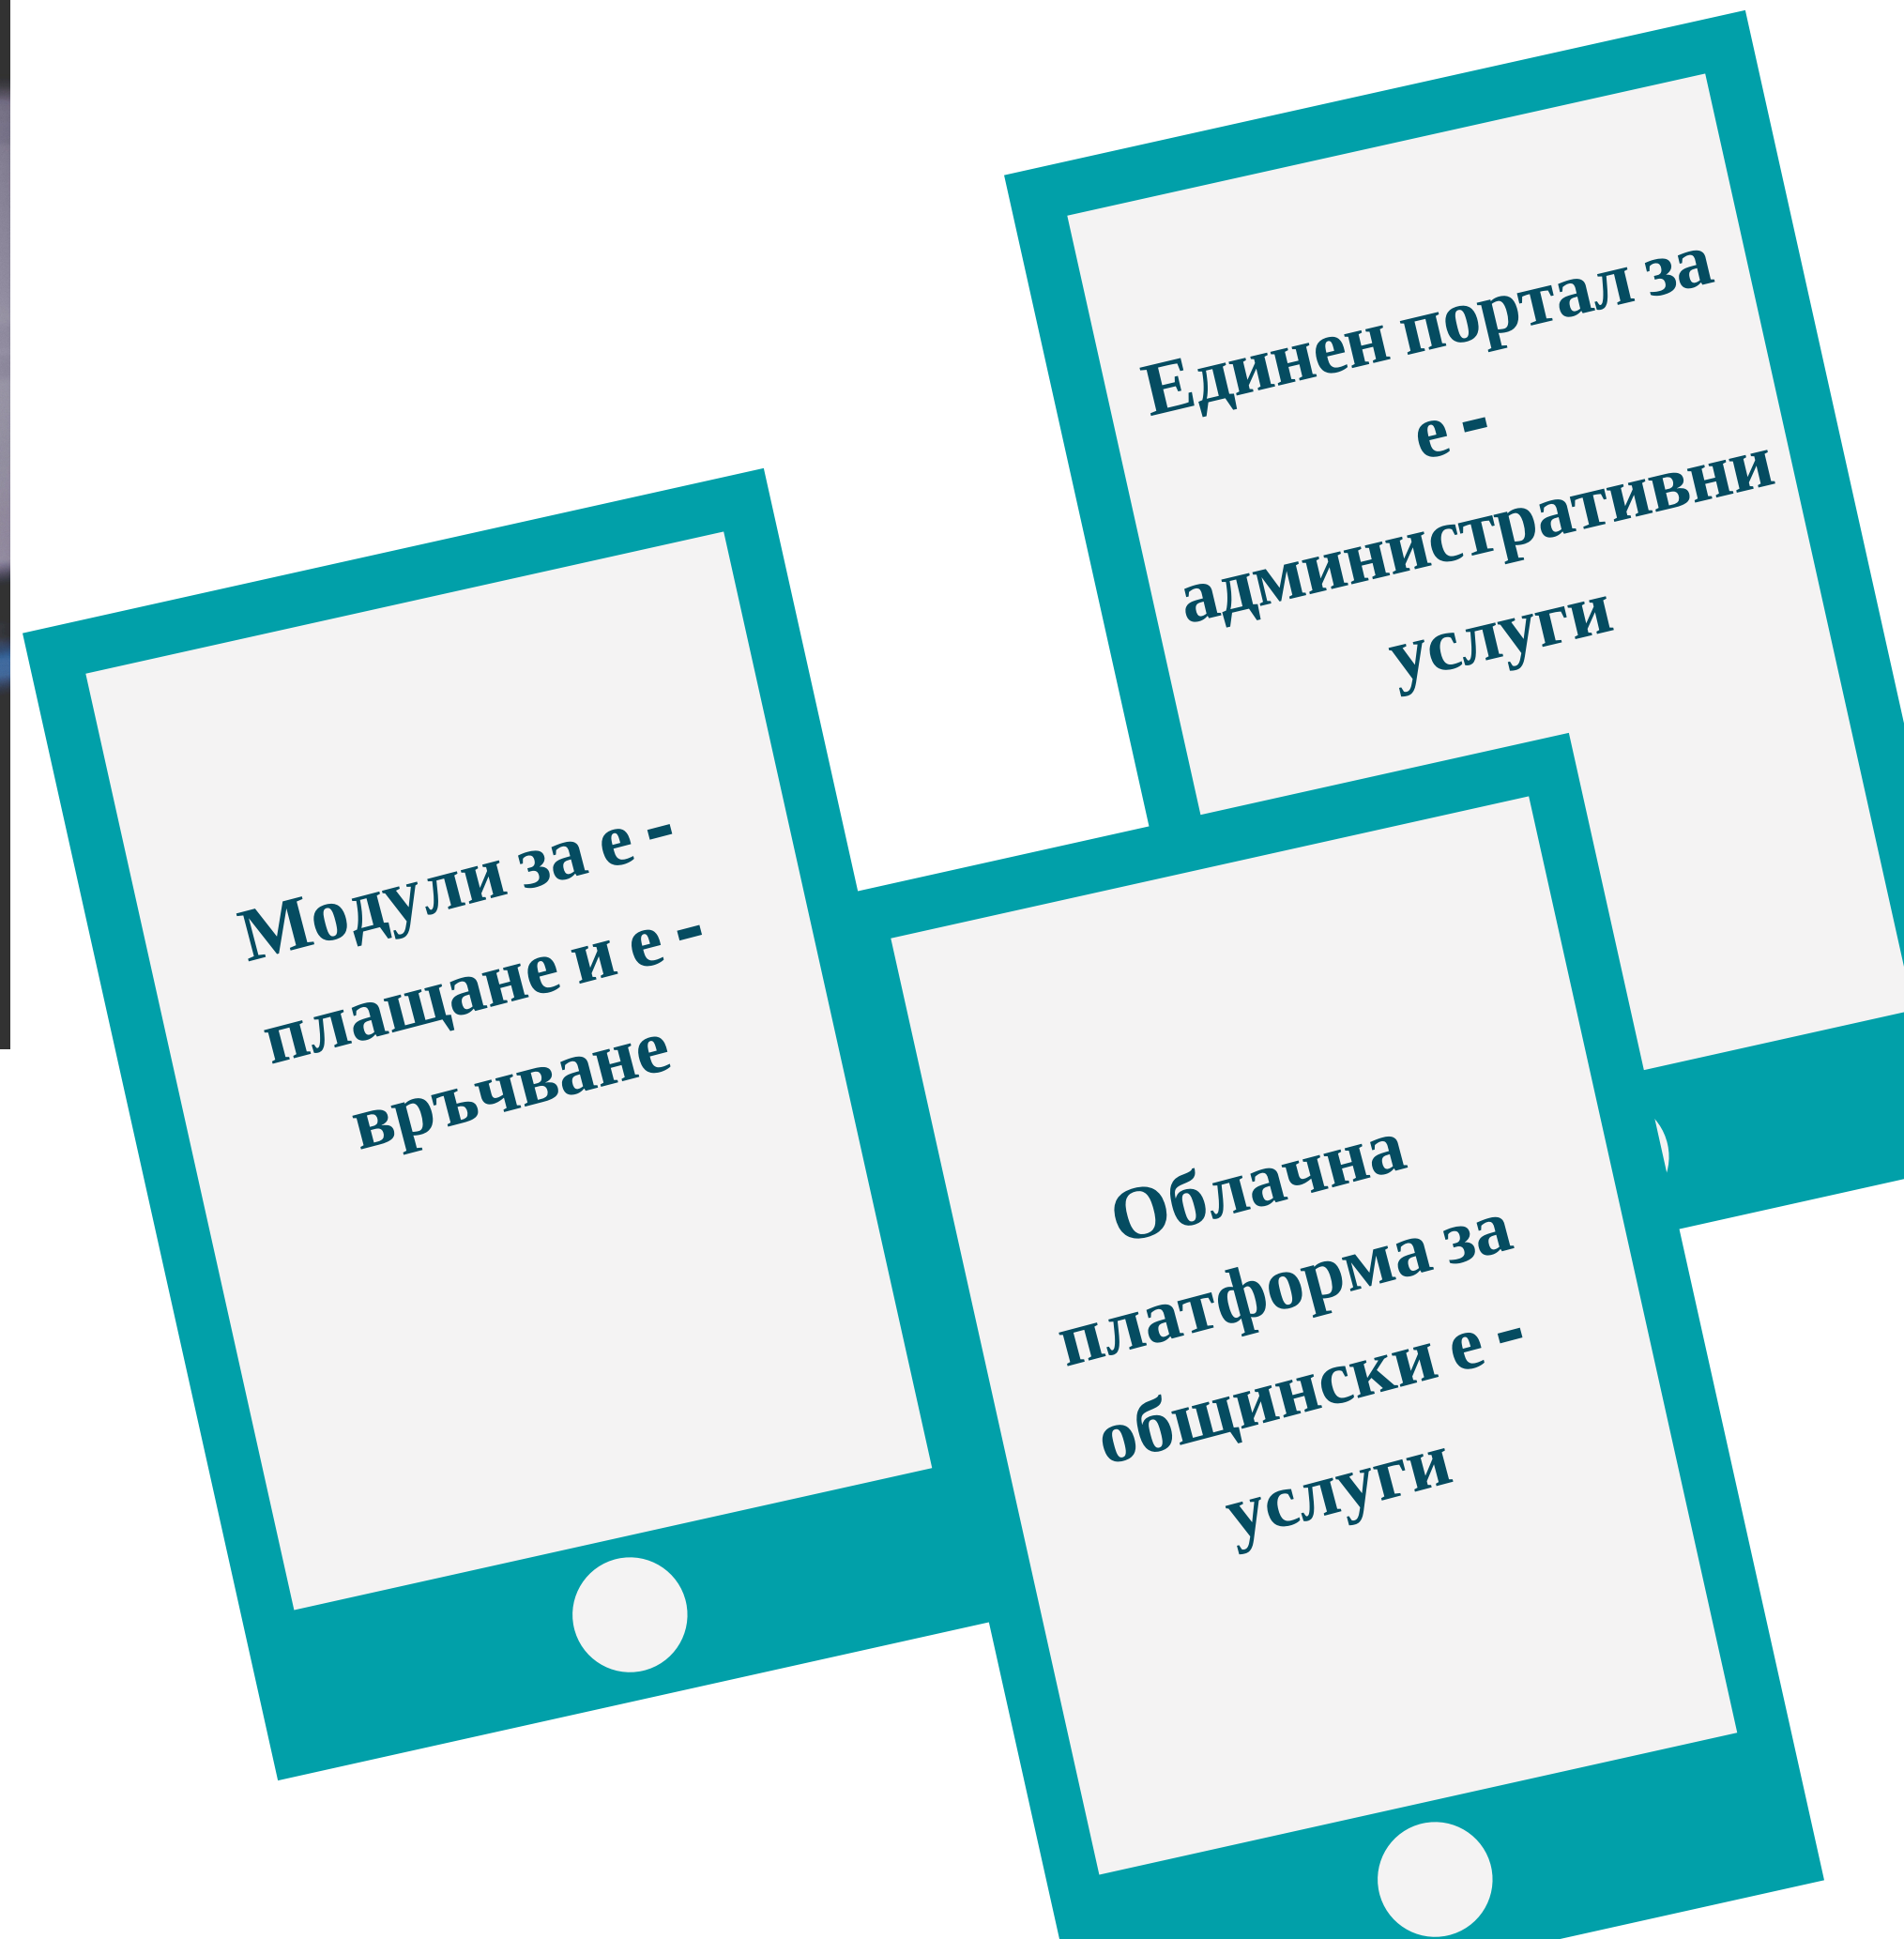 Единен портал за
е -
административни
услуги
Модули за е -
плащане и е -
връчване
Облачна
платформа за
общински е -
услуги